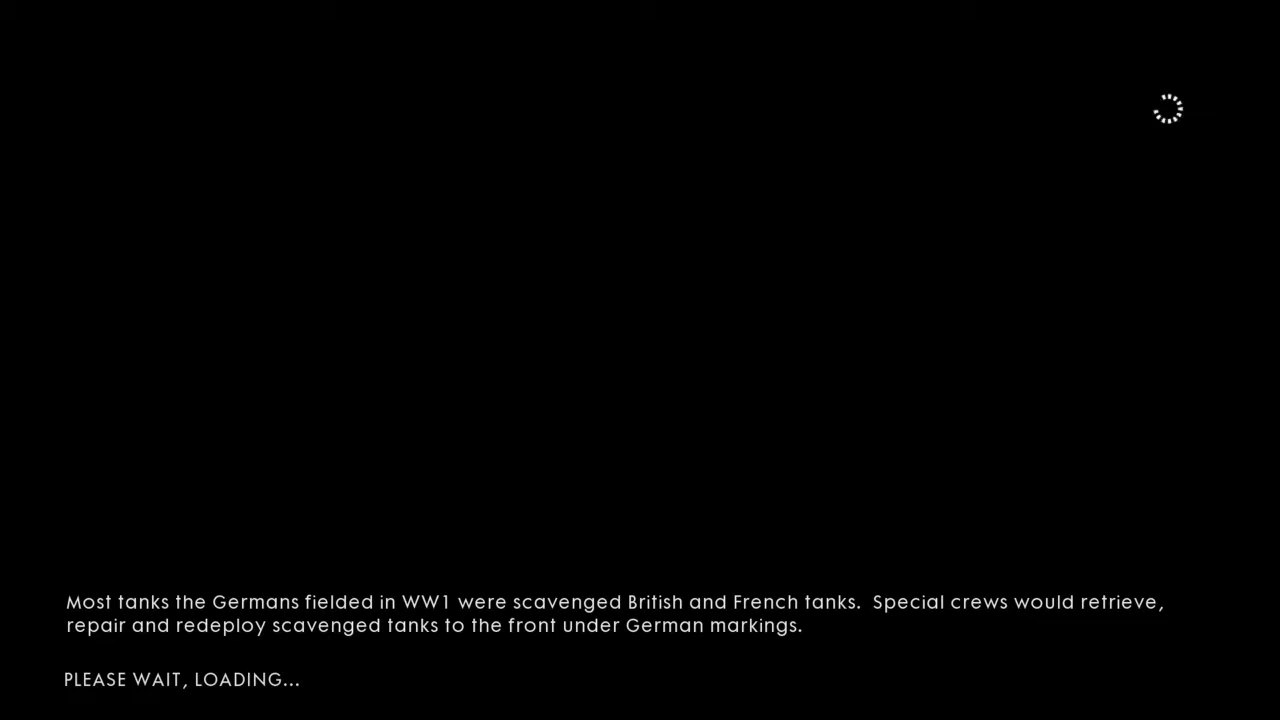 Most tanks the Germans fielded in WW1 were scavenged British and French tanks.  Special crews would retrieve,
repair and redeploy scavenged tanks to the front under German markings.
PLEASE WAIT, LOADING...